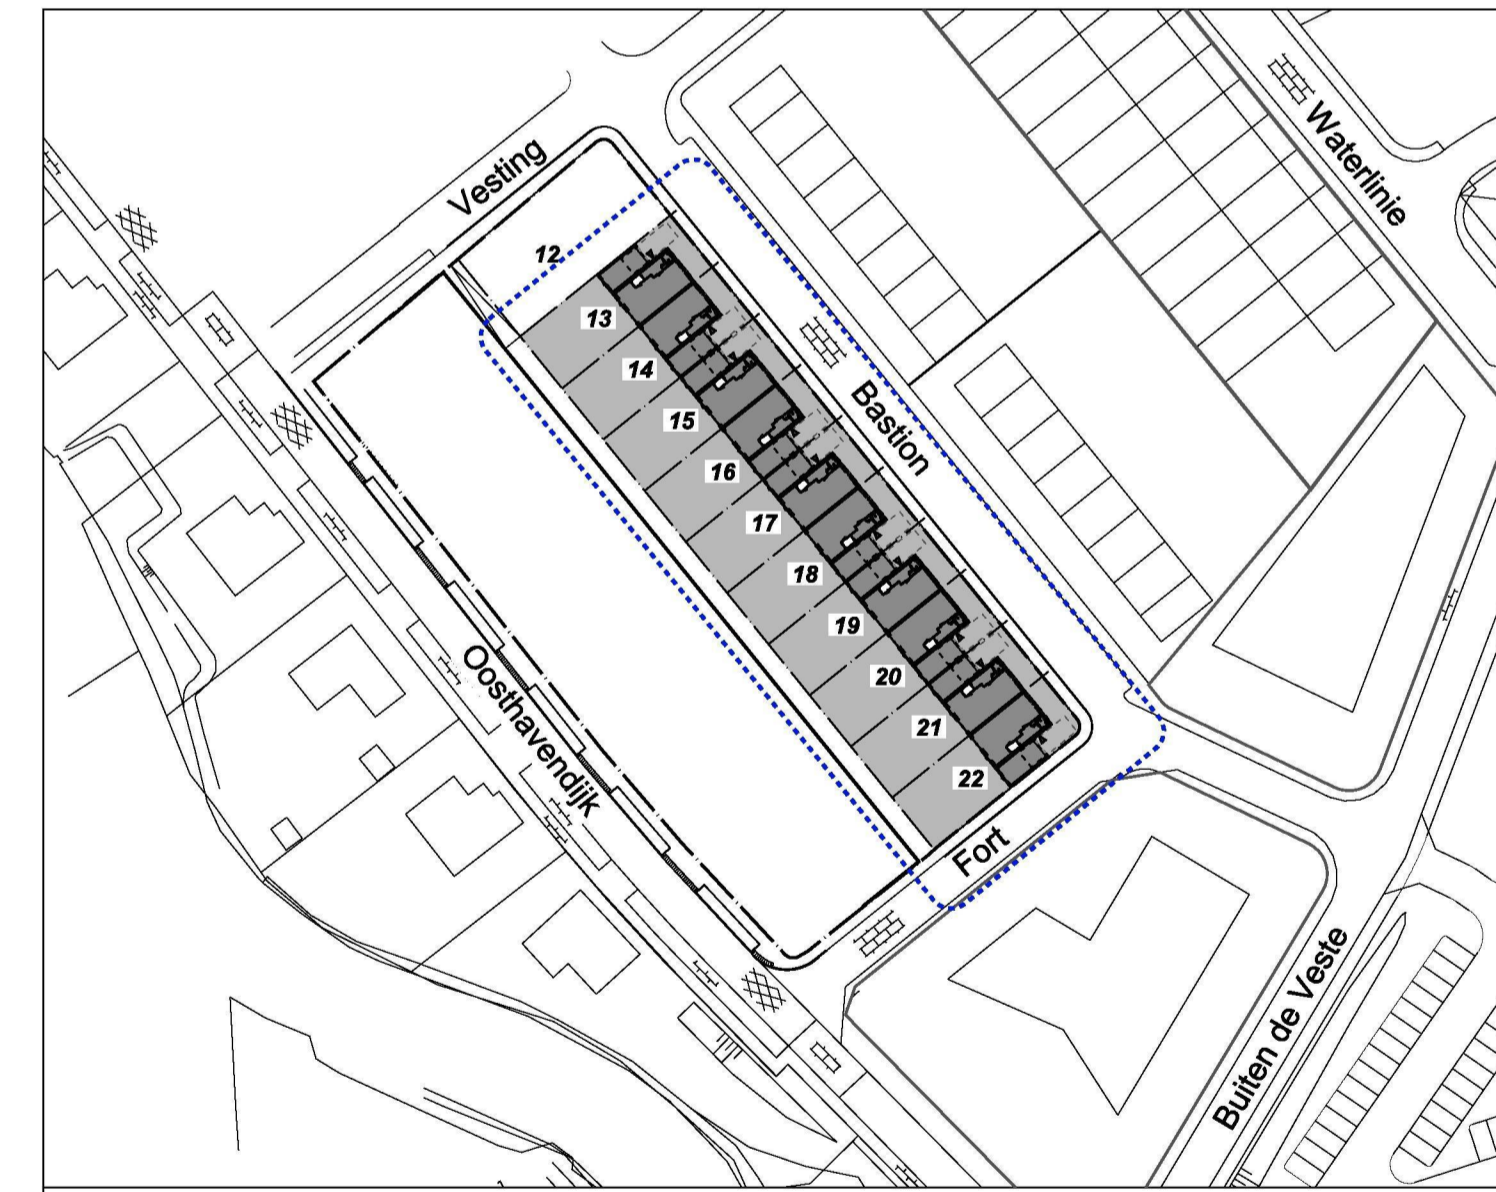 Waterlinie
Vesting
12
13
14
Bastion
15
16
17
18
19
20
Oosthavendijk
21
22
Fort
Buiten de Veste